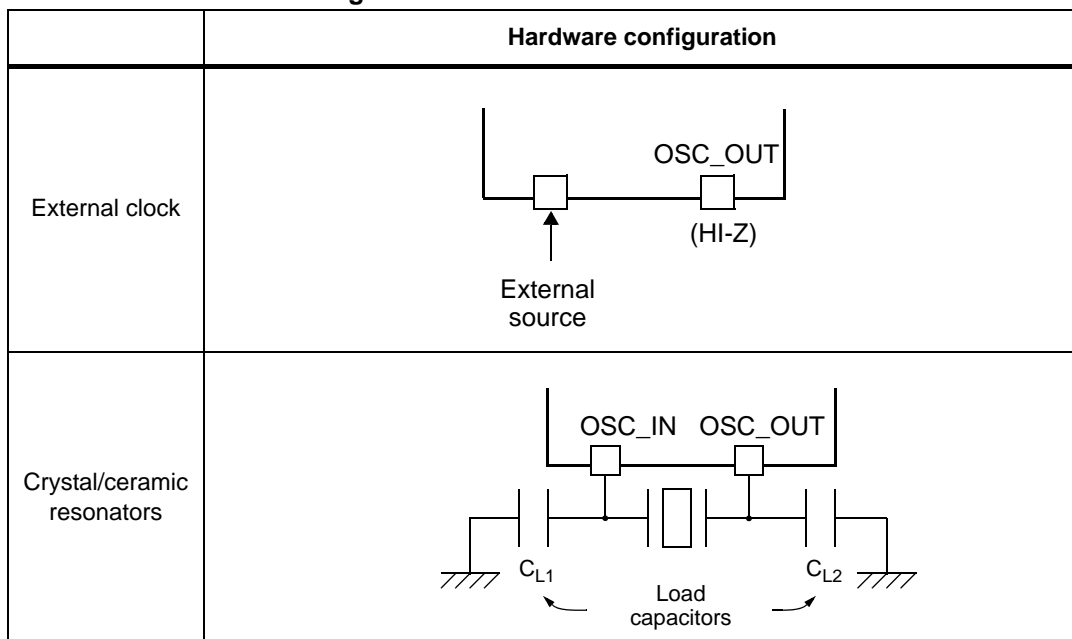 Hardware configuration
External clock
OSC_OUT
(HI-Z)
External
source
Crystal/ceramic
resonators
OSC_IN OSC_OUT
CL1
CL2
Load
capacitors